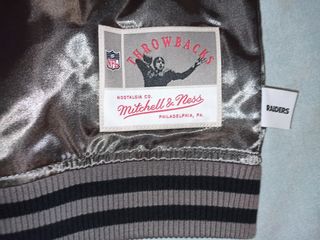 THROWBACKS
NFL
NOSTALGIA CO.
Mitchell & Ness
PHILADELPHIA, PA.
RAIDERS